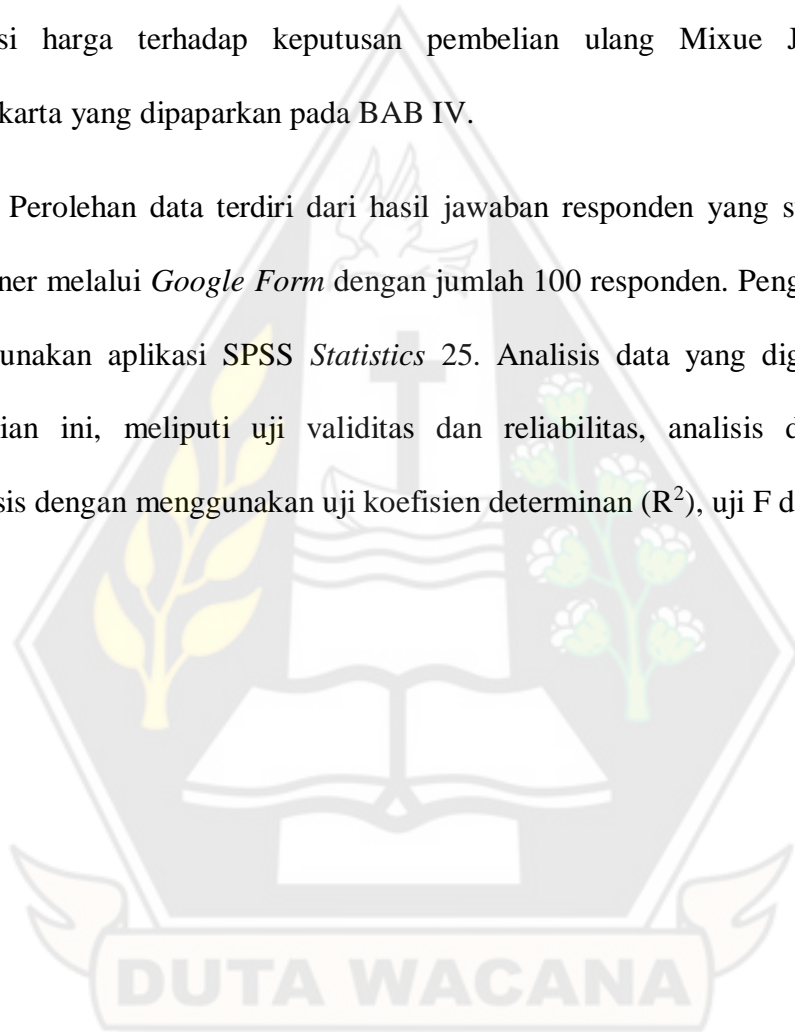 si harga terhadap keputusan pembelian ulang Mixue J
karta yang dipaparkan pada BAB IV.
Perolehan data terdiri dari hasil jawaban responden yang s
ner melalui Google Form dengan jumlah 100 responden. Peng
unakan aplikasi SPSS Statistics 25. Analisis data yang dig
ian ini, meliputi uji validitas dan reliabilitas, analisis d
sis dengan menggunakan uji koefisien determinan (R²), uji F d
DUTA WACANA